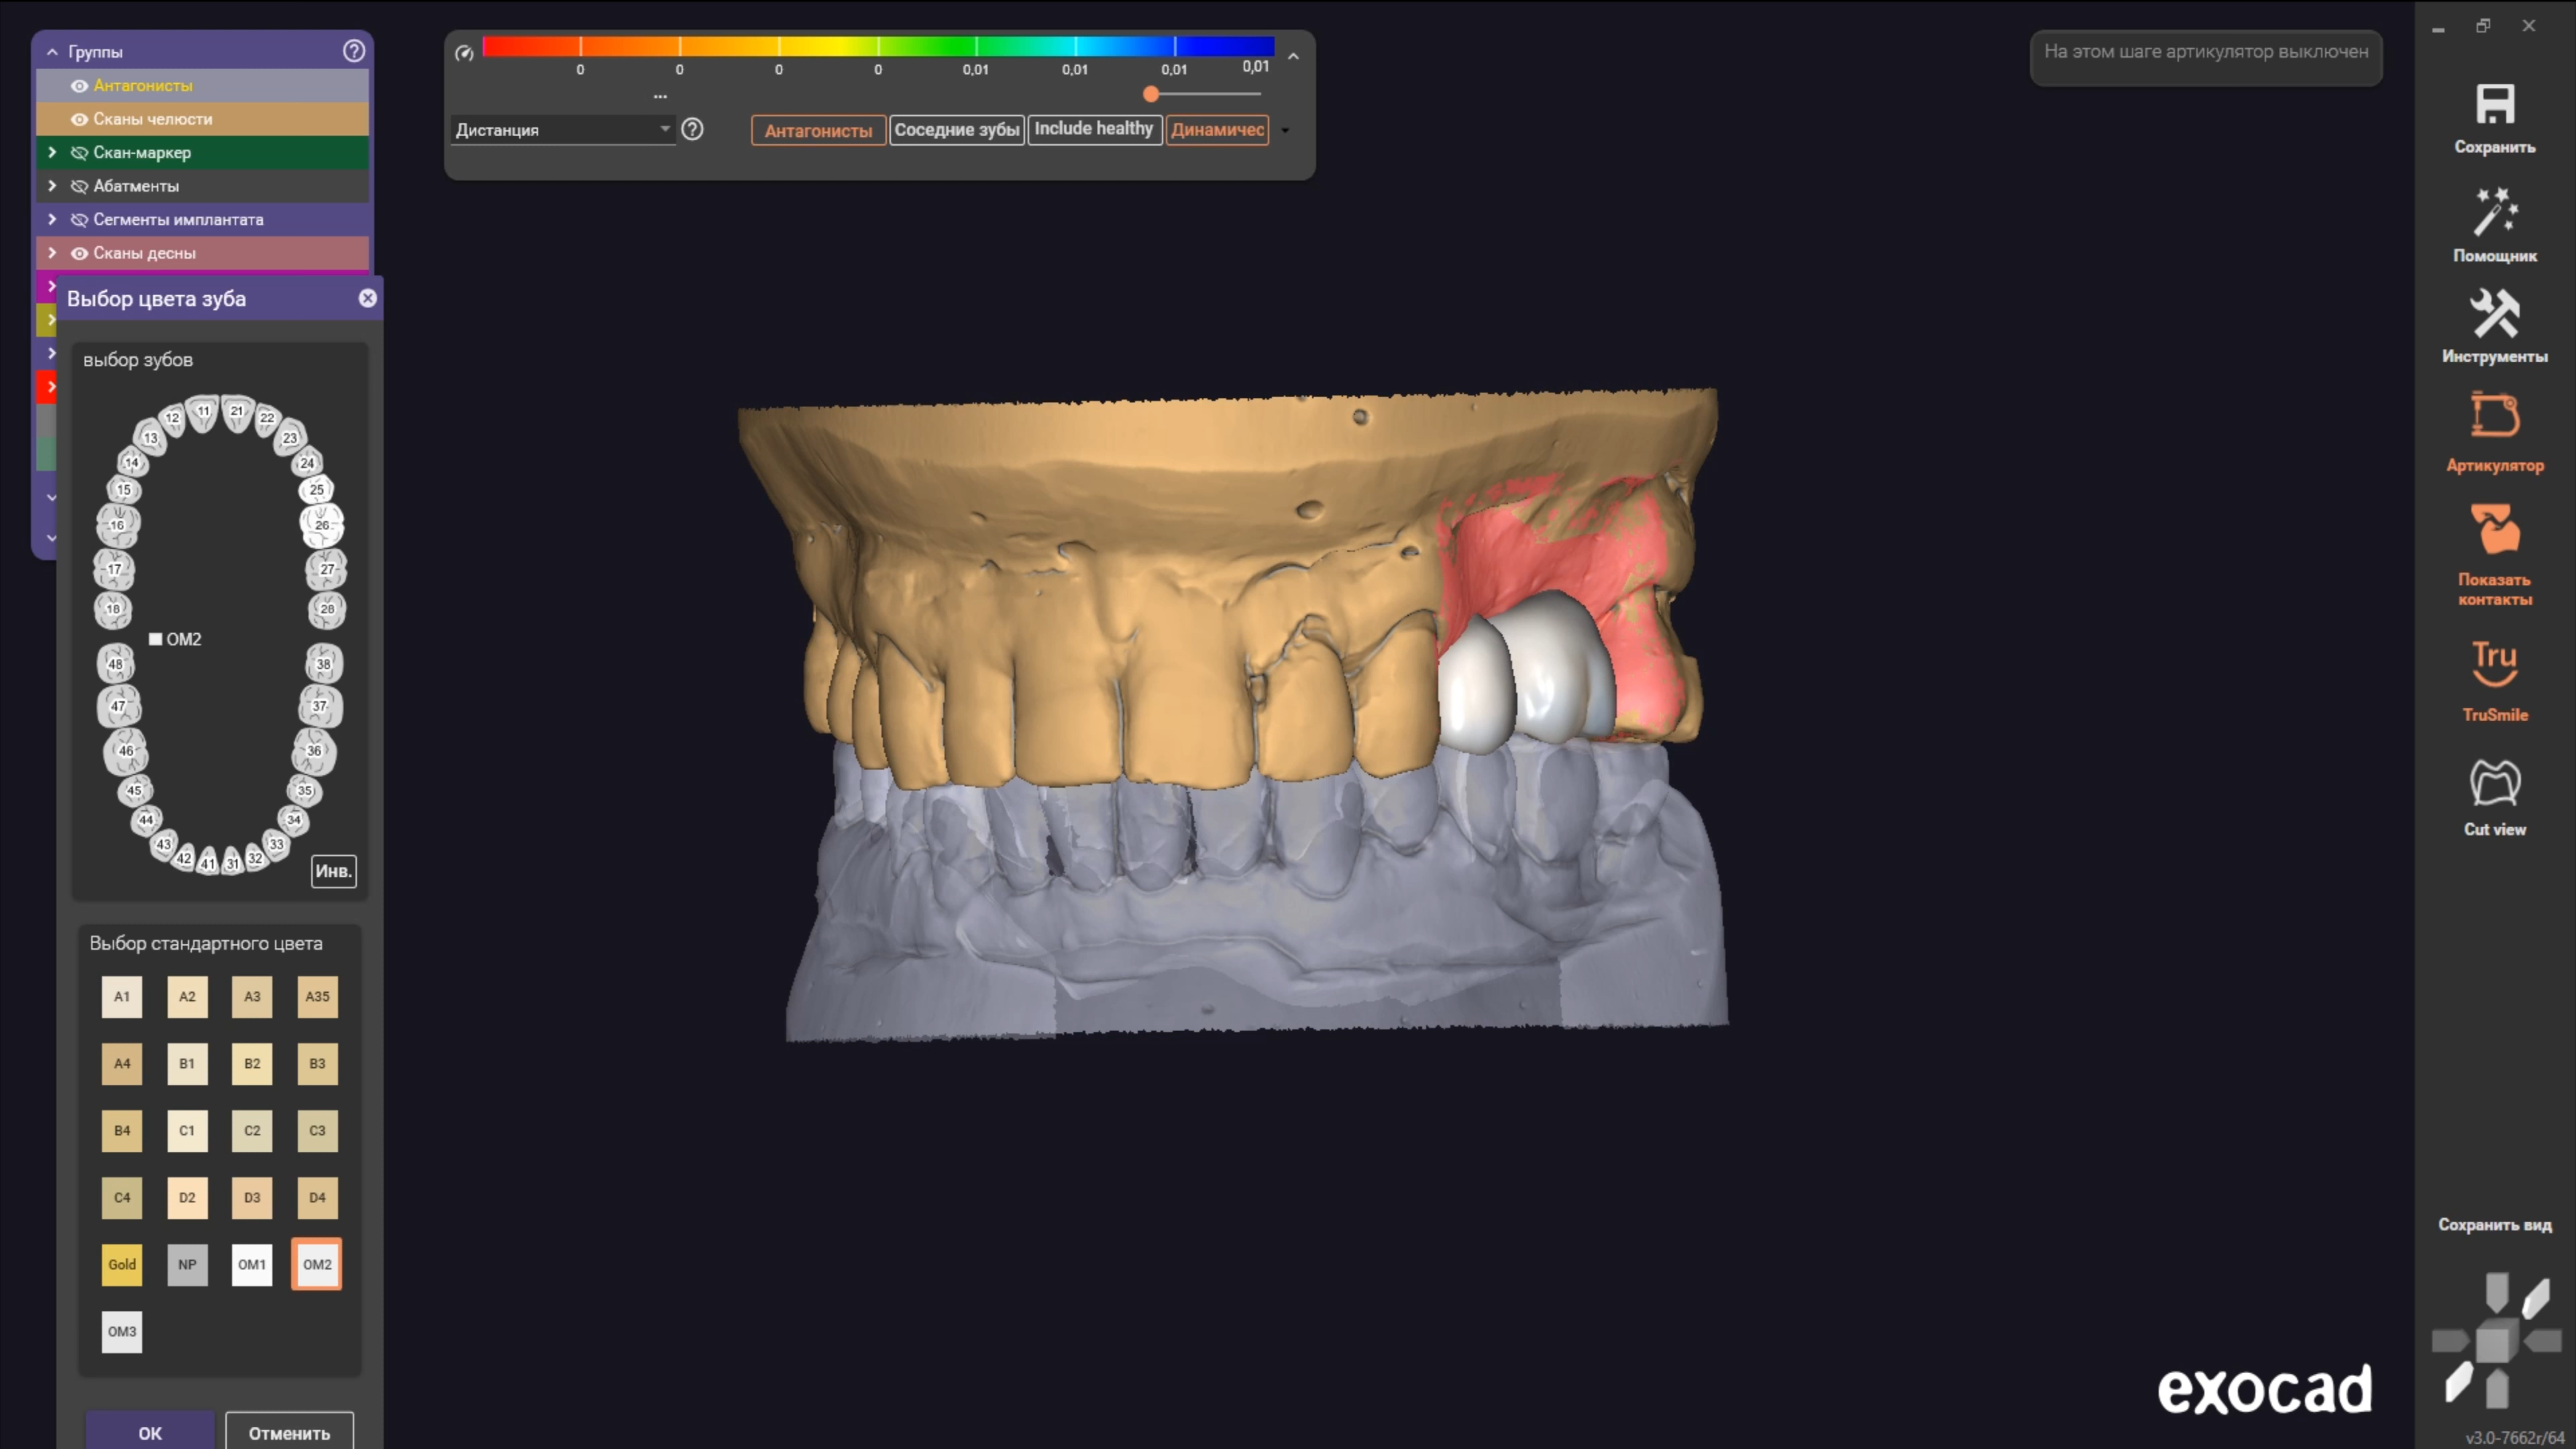 Группы
Антагонисты
Сканы челюсти
Скан-маркер
Абатменты
Сегменты имплантата
Сканы десны
Выбор цвета зуба
выбор зубов
11 21
12 22
13 23
14 24
15 25
16 26
17 27
18 28
OM2
48 38
47 37
46 36
45 35
44 34
43 33
42 41 31 32
Инв.
Выбор стандартного цвета
A1 A2 A3 A35
A4 B1 B2 B3
B4 C1 C2 C3
C4 D2 D3 D4
Gold NP OM1 OM2
OM3
OK Отменить
0 0 0 0 0,01 0,01 0,01 0,01
...
Дистанция
Антагонисты Соседние зубы Include healthy Динамичес
На этом шаге артикулятор выключен
Сохранить
Помощник
Инструменты
Артикулятор
Показать
контакты
Tru
TruSmile
Cut view
Сохранить вид
exocad
v3.0-7662r/64